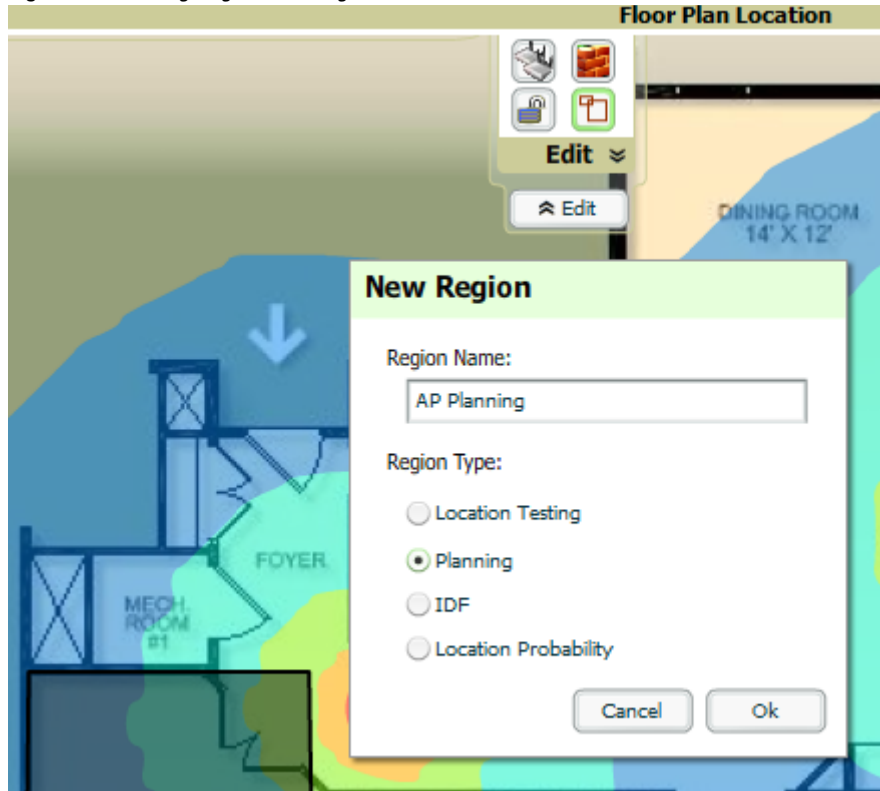 Floor Plan Location
Edit
Edit
DINING ROOM
14' X 12'
New Region
Region Name:
AP Planning
Region Type:
Location Testing
Planning
IDF
Location Probability
Cancel
Ok
FOYER
MECH.
ROOM
#1